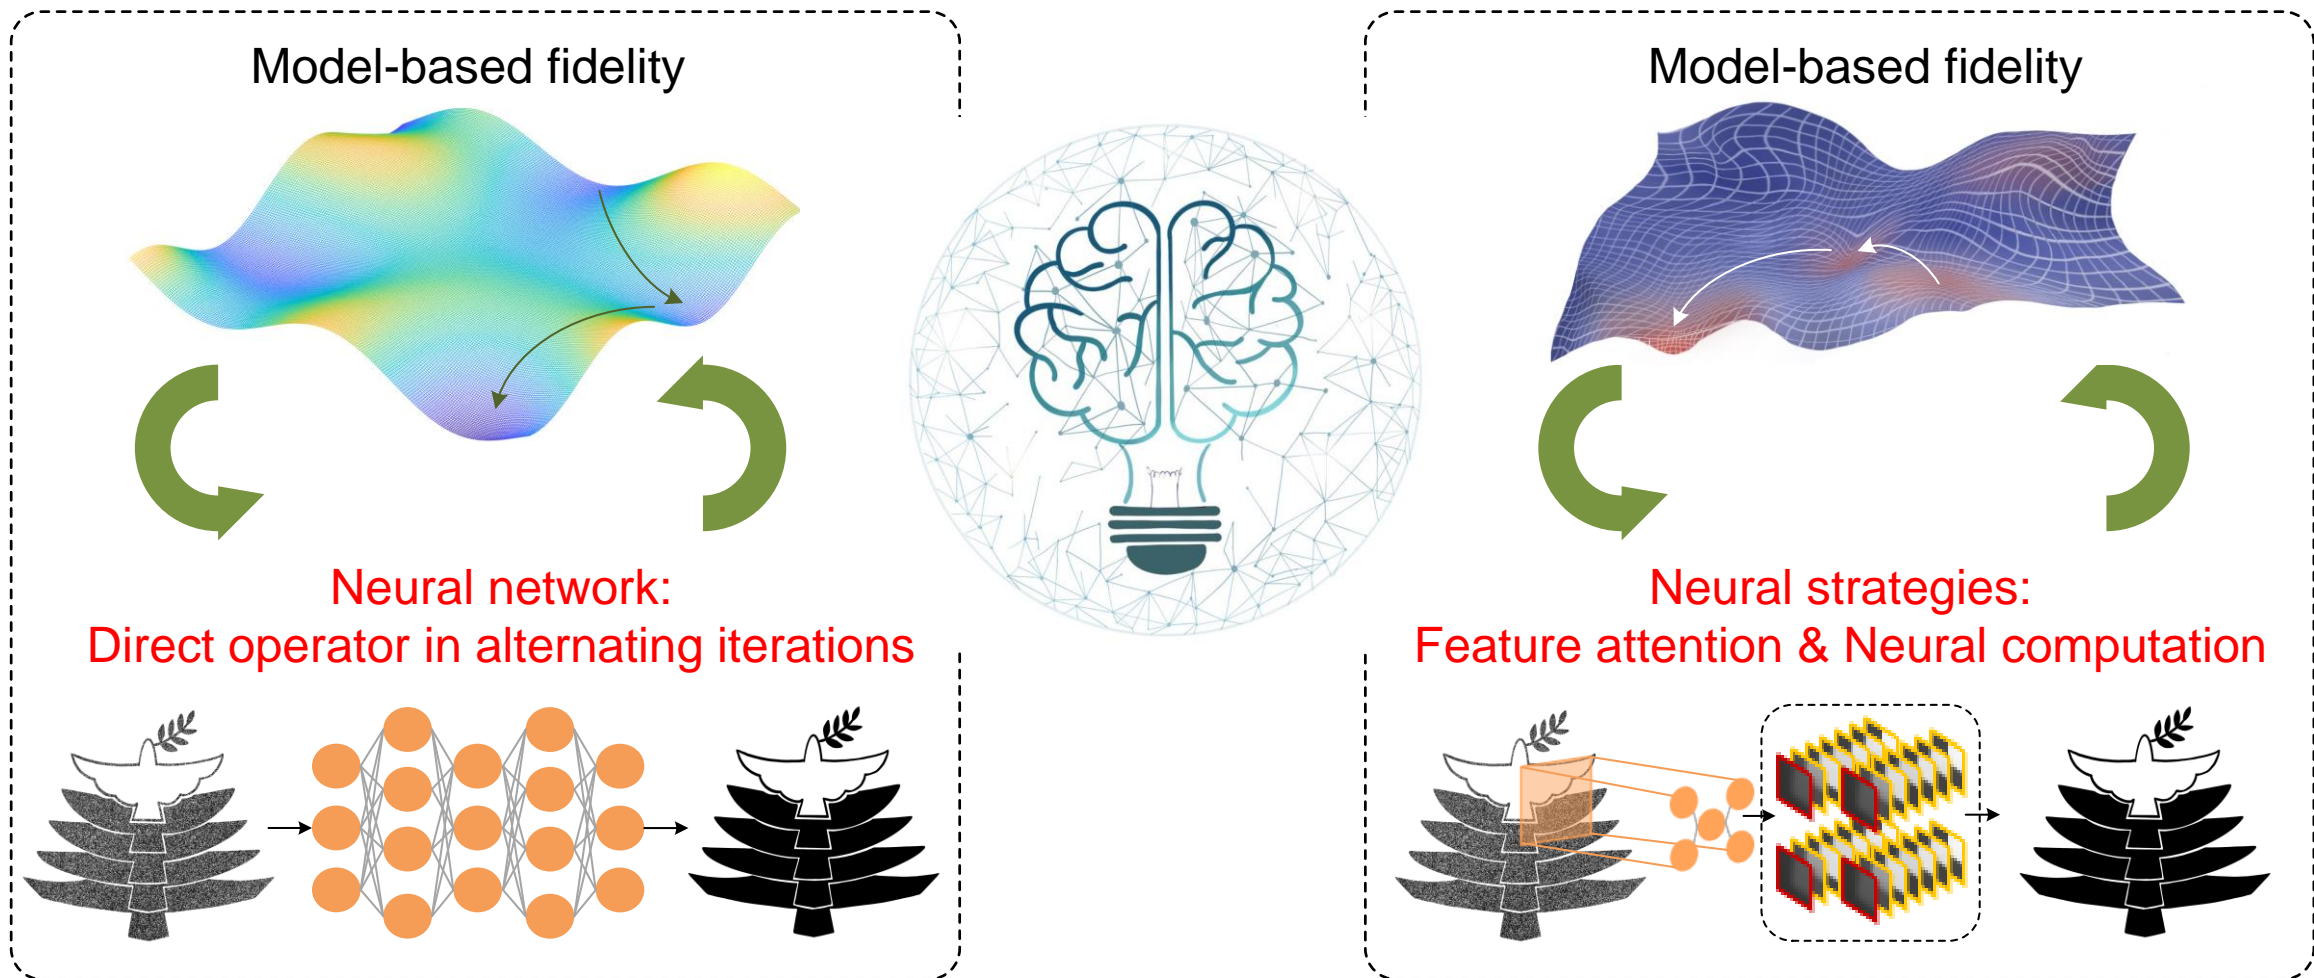 Model-based fidelity
Neural network:
Direct operator in alternating iterations
Model-based fidelity
Neural strategies:
Feature attention & Neural computation